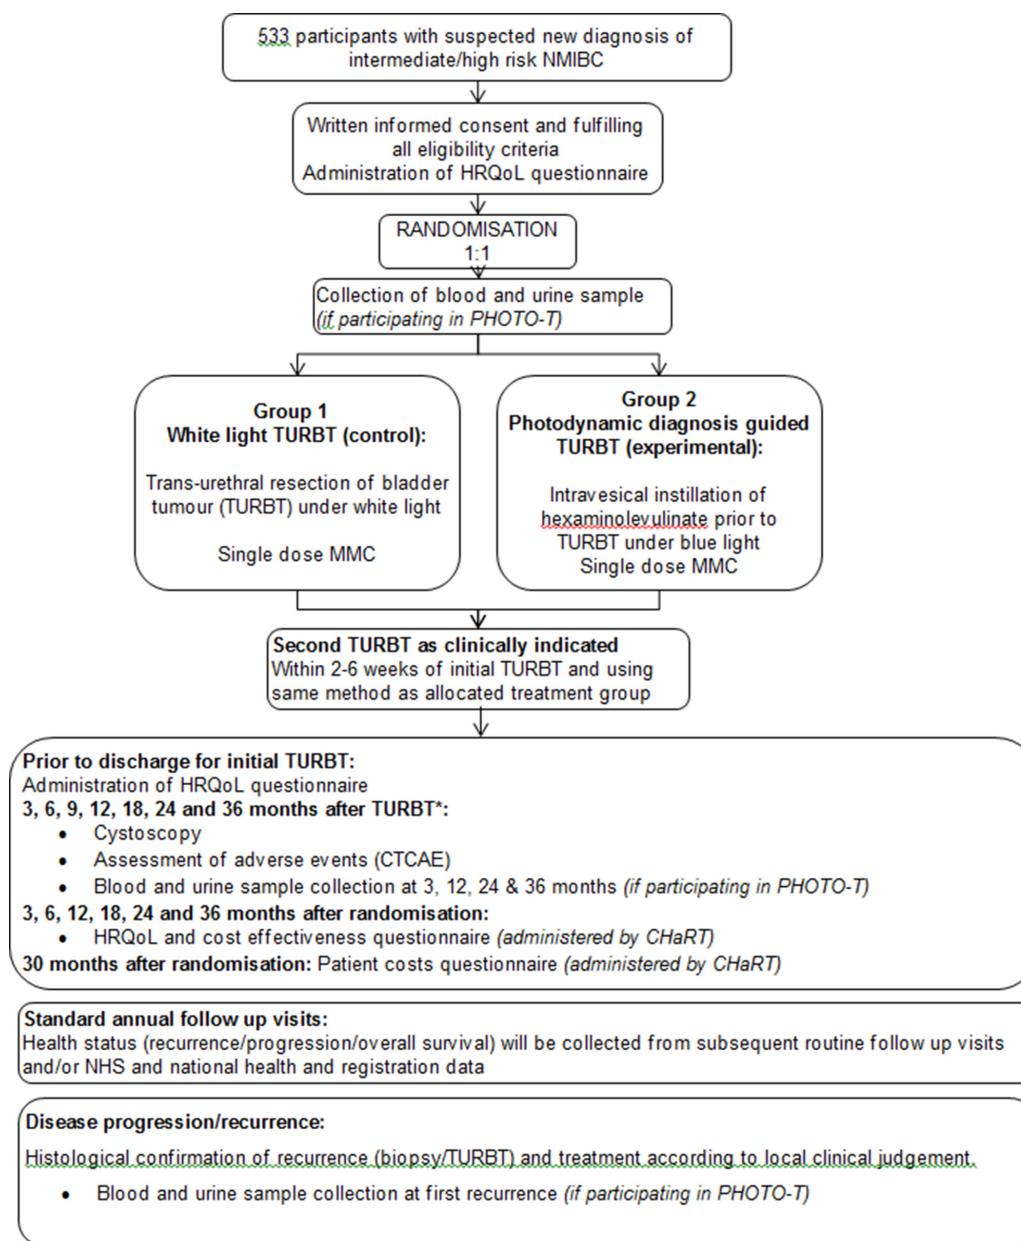 533 participants with suspected new diagnosis of
intermediate/high risk NMIBC
Written informed consent and fulfilling
all eligibility criteria
Administration of HRQoL questionnaire
RANDOMISATION
1:1
Collection of blood and urine sample
(if participating in PHOTO-T)
Group 1
White light TURBT (control):
Trans-urethral resection of bladder
tumour (TURBT) under white light
Single dose MMC
Group 2
Photodynamic diagnosis guided
TURBT (experimental):
Intravesical instillation of
hexaminolevulinate prior to
TURBT under blue light
Single dose MMC
Second TURBT as clinically indicated
Within 2-6 weeks of initial TURBT and using
same method as allocated treatment group
Prior to discharge for initial TURBT:
Administration of HRQoL questionnaire
3, 6, 9, 12, 18, 24 and 36 months after TURBT*:
• Cystoscopy
• Assessment of adverse events (CTCAE)
• Blood and urine sample collection at 3, 12, 24 & 36 months (if participating in PHOTO-T)
3, 6, 12, 18, 24 and 36 months after randomisation:
• HRQoL and cost effectiveness questionnaire (administered by CHaRT)
30 months after randomisation: Patient costs questionnaire (administered by CHaRT)
Standard annual follow up visits:
Health status (recurrence/progression/overall survival) will be collected from subsequent routine follow up visits
and/or NHS and national health and registration data
Disease progression/recurrence:
Histological confirmation of recurrence (biopsy/TURBT) and treatment according to local clinical judgement.
• Blood and urine sample collection at first recurrence (if participating in PHOTO-T)